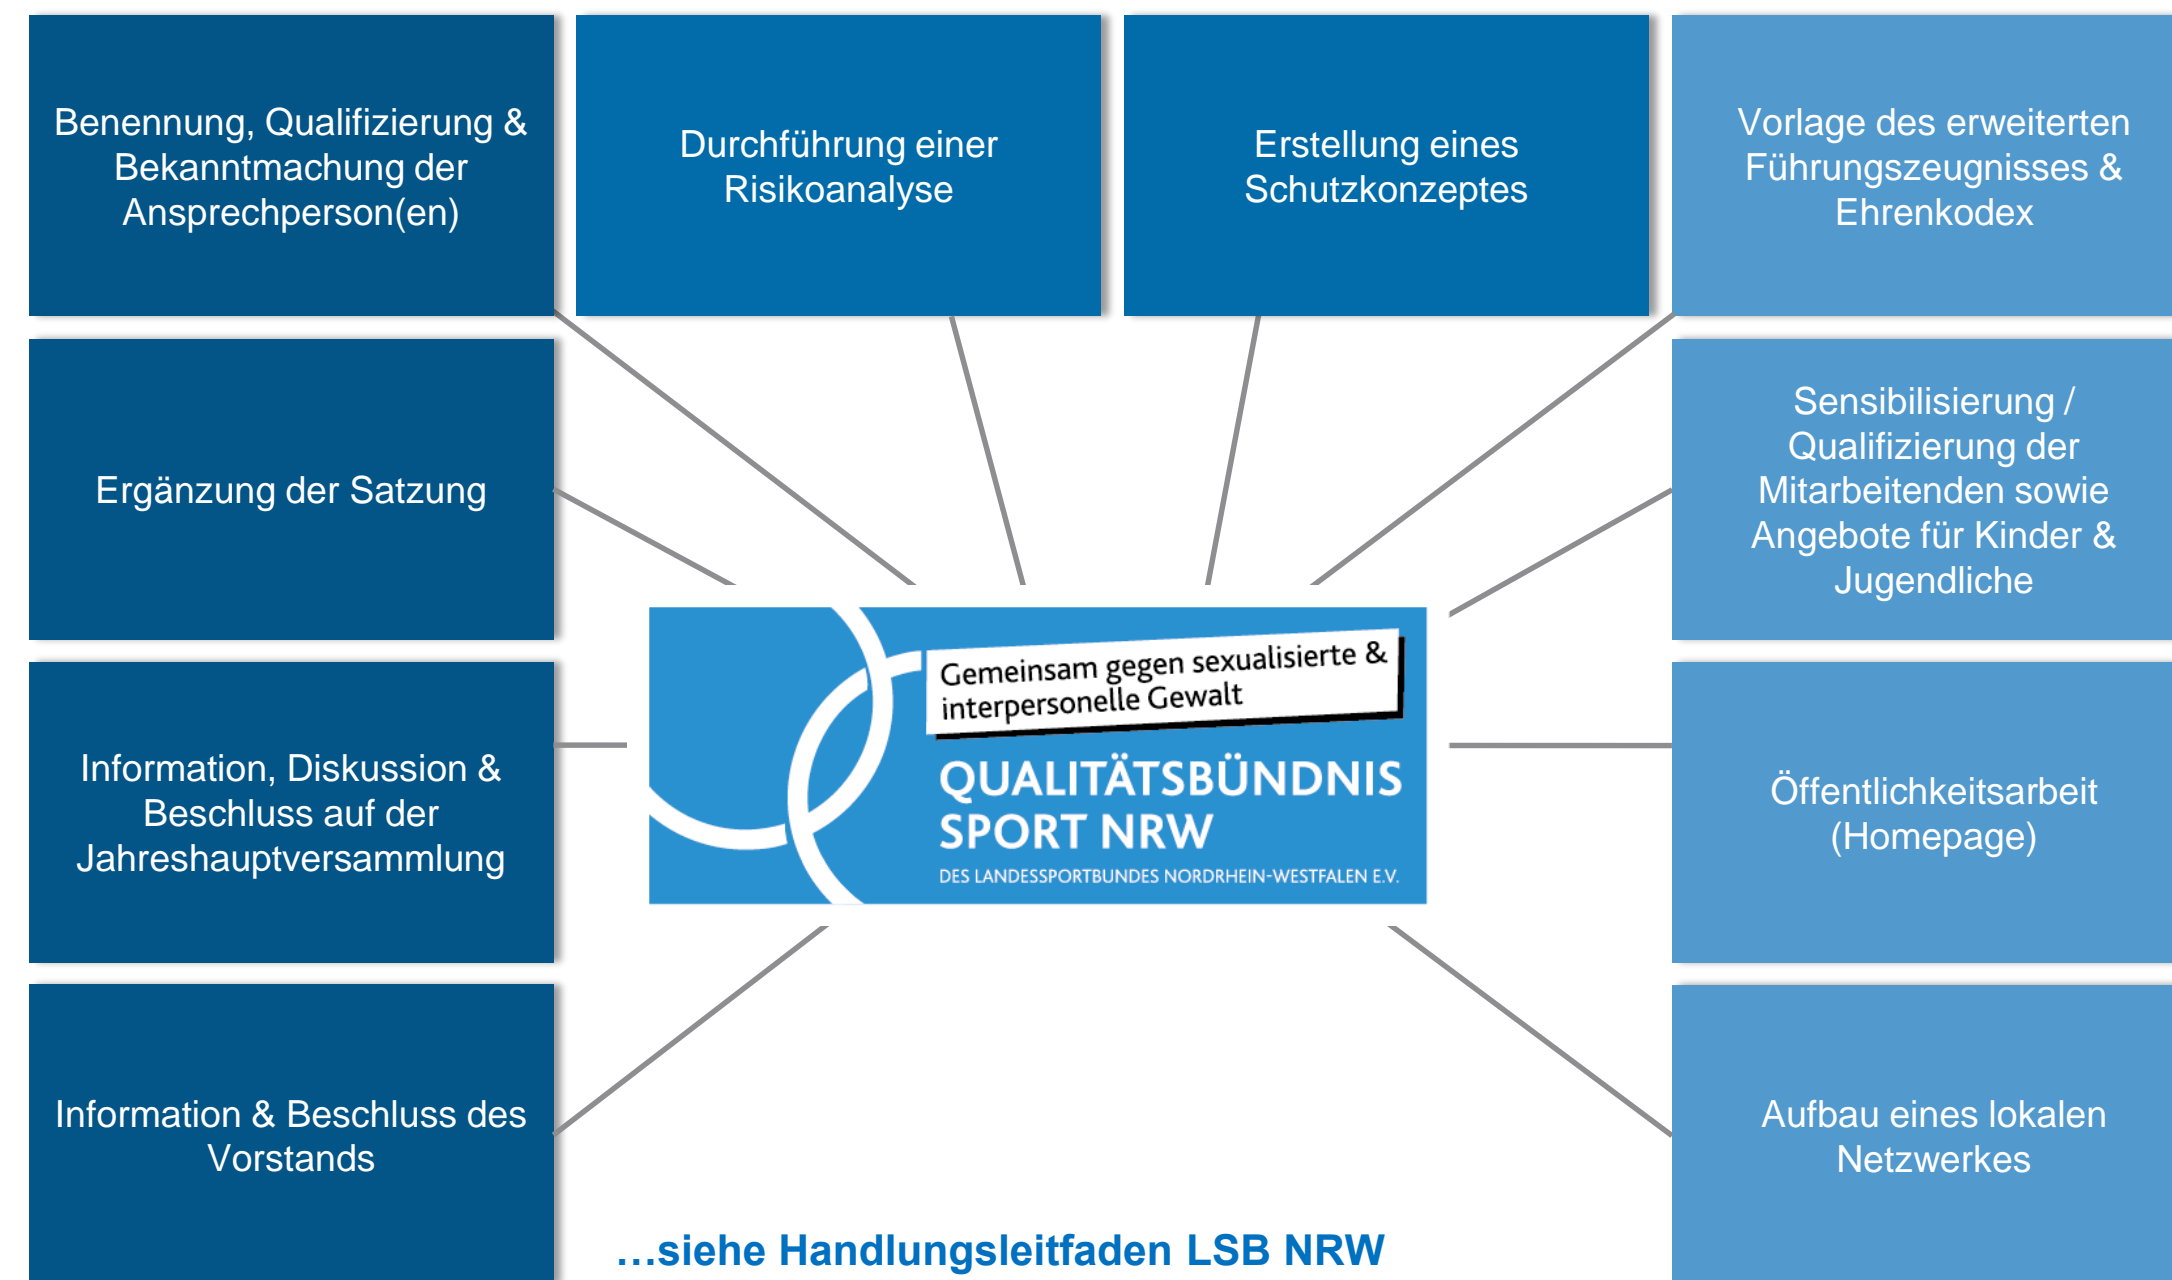 Benennung, Qualifizierung &
Bekanntmachung der
Ansprechperson(en)
Durchführung einer
Risikoanalyse
Erstellung eines
Schutzkonzeptes
Vorlage des erweiterten
Führungszeugnisses &
Ehrenkodex
Ergänzung der Satzung
Sensibilisierung /
Qualifizierung der
Mitarbeitenden sowie
Angebote für Kinder &
Jugendliche
Gemeinsam gegen sexualisierte &
interpersonelle Gewalt
QUALITÄTSBÜNDNIS
SPORT NRW
DES LANDESSPORTBUNDES NORDRHEIN-WESTFALEN E.V.
Information, Diskussion &
Beschluss auf der
Jahreshauptversammlung
Öffentlichkeitsarbeit
(Homepage)
Information & Beschluss des
Vorstands
Aufbau eines lokalen
Netzwerkes
…siehe Handlungsleitfaden LSB NRW